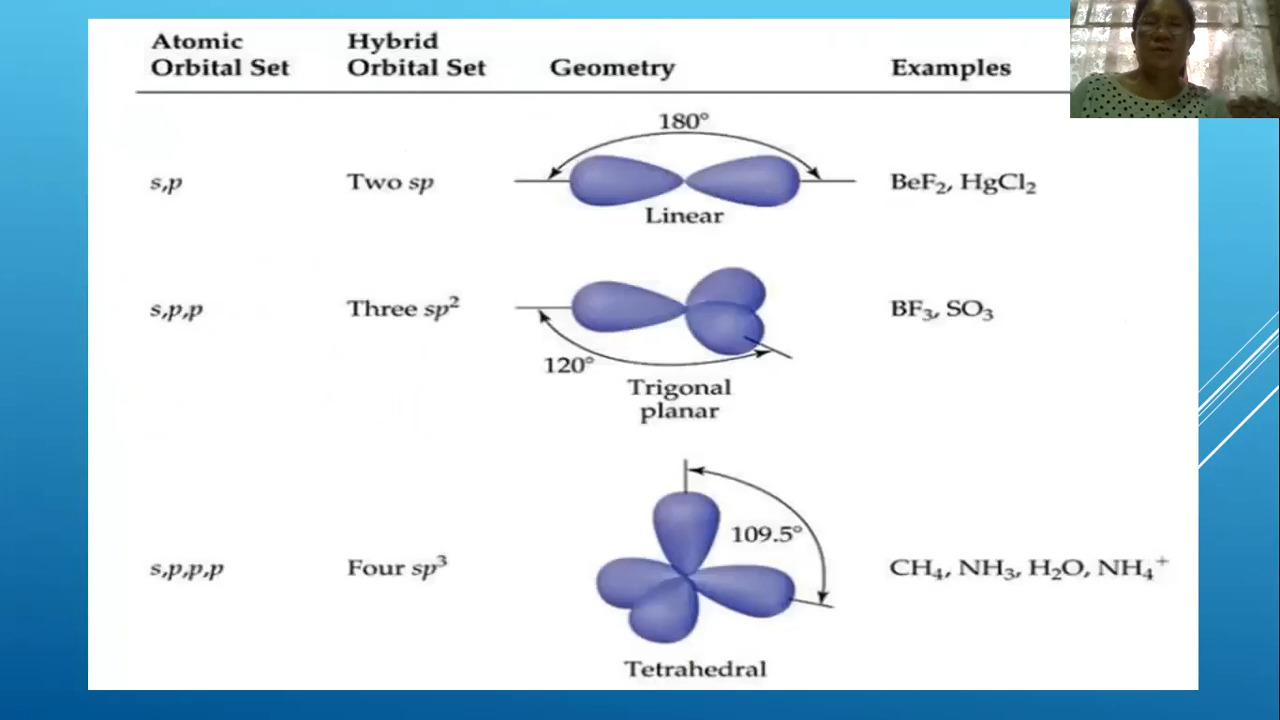 Atomic Orbital Set
Hybrid Orbital Set
Geometry
Examples
s,p
Two sp
180°
Linear
BeF₂, HgCl₂
s,p,p
Three sp²
120°
Trigonal
planar
BF₃, SO₃
s,p,p,p
Four sp³
109.5°
Tetrahedral
CH₄, NH₃, H₂O, NH₄⁺